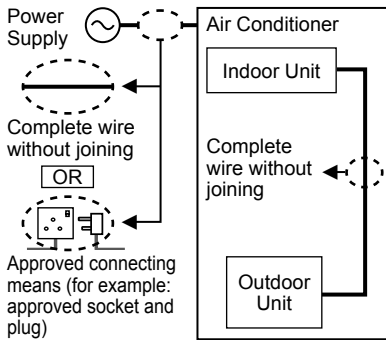 Power
Supply
Air Conditioner
Indoor Unit
Complete wire
without joining
OR
Complete
wire without
joining
Approved connecting
means (for example:
approved socket and
plug)
Outdoor
Unit